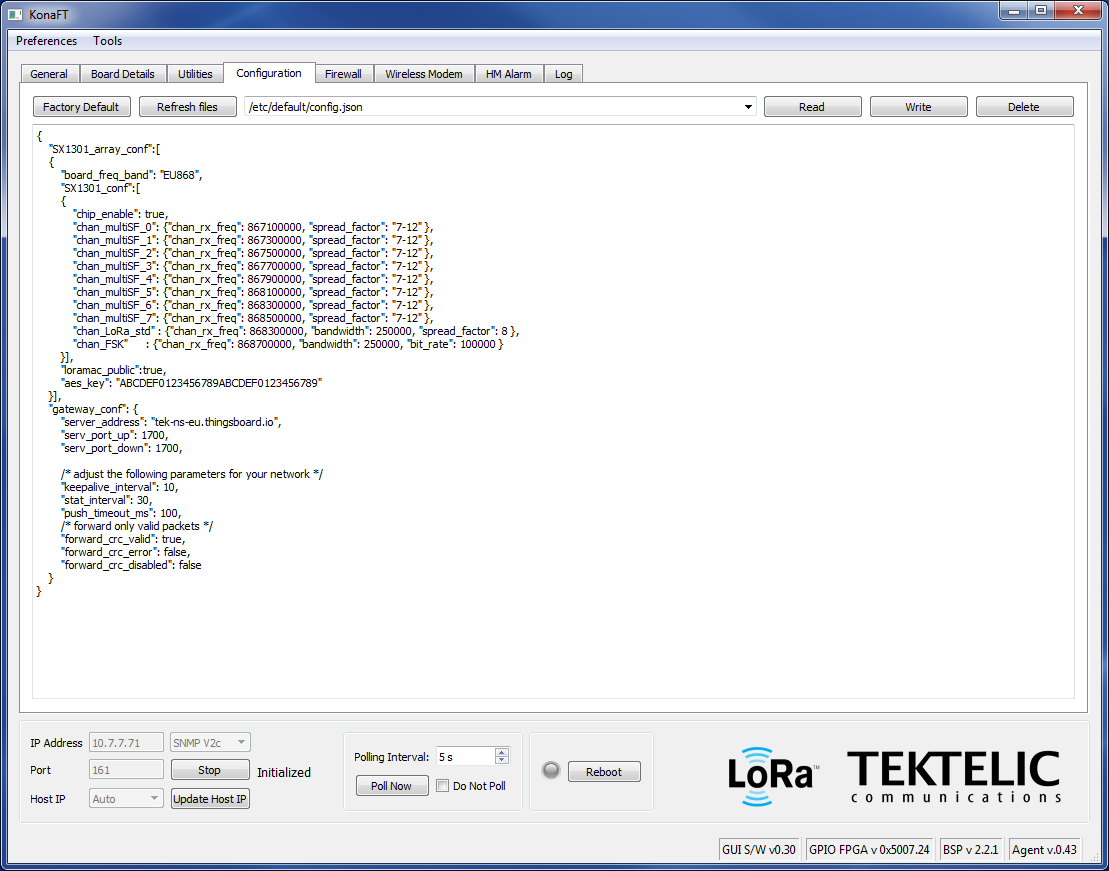 KonaFT
Preferences Tools
General Board Details Utilities Configuration Firewall Wireless Modem HM Alarm Log
Factory Default Refresh files /etc/default/config.json Read Write Delete
{
"SX1301_array_conf":[
{
"board_freq_band": "EU868",
"SX1301_conf":[
{
"chip_enable": true,
"chan_multiSF_0": {"chan_rx_freq": 867100000, "spread_factor": "7-12" },
"chan_multiSF_1": {"chan_rx_freq": 867300000, "spread_factor": "7-12" },
"chan_multiSF_2": {"chan_rx_freq": 867500000, "spread_factor": "7-12" },
"chan_multiSF_3": {"chan_rx_freq": 867700000, "spread_factor": "7-12" },
"chan_multiSF_4": {"chan_rx_freq": 867900000, "spread_factor": "7-12" },
"chan_multiSF_5": {"chan_rx_freq": 868100000, "spread_factor": "7-12" },
"chan_multiSF_6": {"chan_rx_freq": 868300000, "spread_factor": "7-12" },
"chan_multiSF_7": {"chan_rx_freq": 868500000, "spread_factor": "7-12" },
"chan_LoRa_std" : {"chan_rx_freq": 868300000, "bandwidth": 250000, "spread_factor": 8 },
"chan_FSK" : {"chan_rx_freq": 868700000, "bandwidth": 250000, "bit_rate": 100000 }
}],
"loramac_public":true,
"aes_key": "ABCDEF0123456789ABCDEF0123456789"
}],
"gateway_conf": {
"server_address": "tek-ns-eu.thingsboard.io",
"serv_port_up": 1700,
"serv_port_down": 1700,
/* adjust the following parameters for your network */
"keepalive_interval": 10,
"stat_interval": 30,
"push_timeout_ms": 100,
/* forward only valid packets */
"forward_crc_valid": true,
"forward_crc_error": false,
"forward_crc_disabled": false
}
}
IP Address 10.7.7.71 SNMP V2c
Port 161 Stop Initialized
Host IP Auto Update Host IP
Polling Interval: 5 s
Poll Now Do Not Poll
Reboot
LoRa™
TEKTELIC
communications
GUI S/W v0.30 GPIO FPGA v 0x5007.24 BSP v 2.2.1 Agent v.0.43